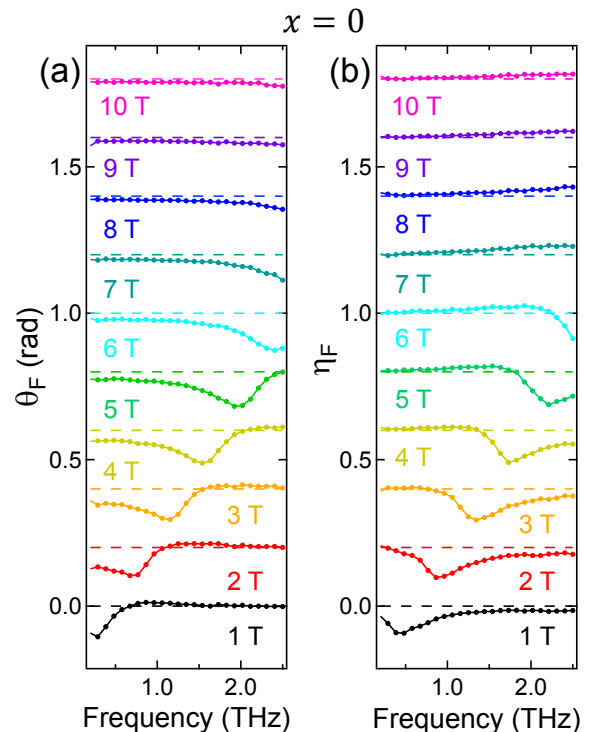 x = 0
(a)
10 T
9 T
8 T
7 T
6 T
5 T
4 T
3 T
2 T
1 T
1.5
1.0
0.5
0.0
θF (rad)
1.0
2.0
Frequency (THz)
(b)
10 T
9 T
8 T
7 T
6 T
5 T
4 T
3 T
2 T
1 T
1.5
1.0
0.5
0.0
ηF
1.0
2.0
Frequency (THz)